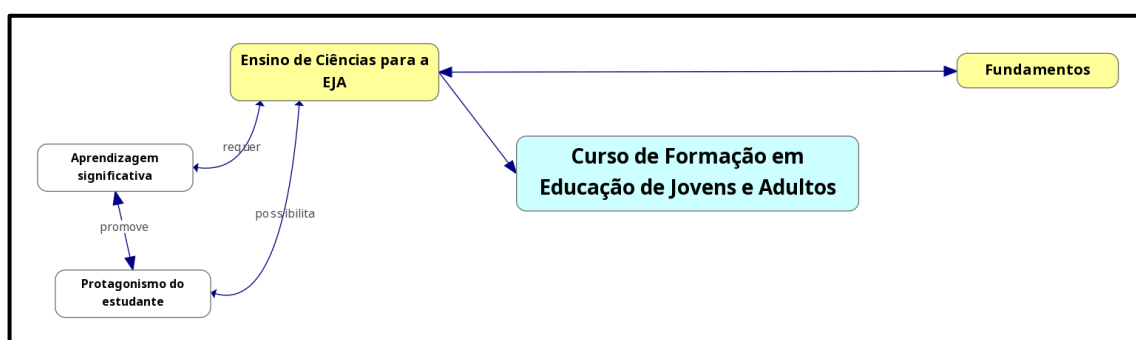 Ensino de Ciências para a
EJA
Fundamentos
Aprendizagem
significativa
requer
Curso de Formação em
Educação de Jovens e Adultos
possibilita
promove
Protagonismo do
estudante